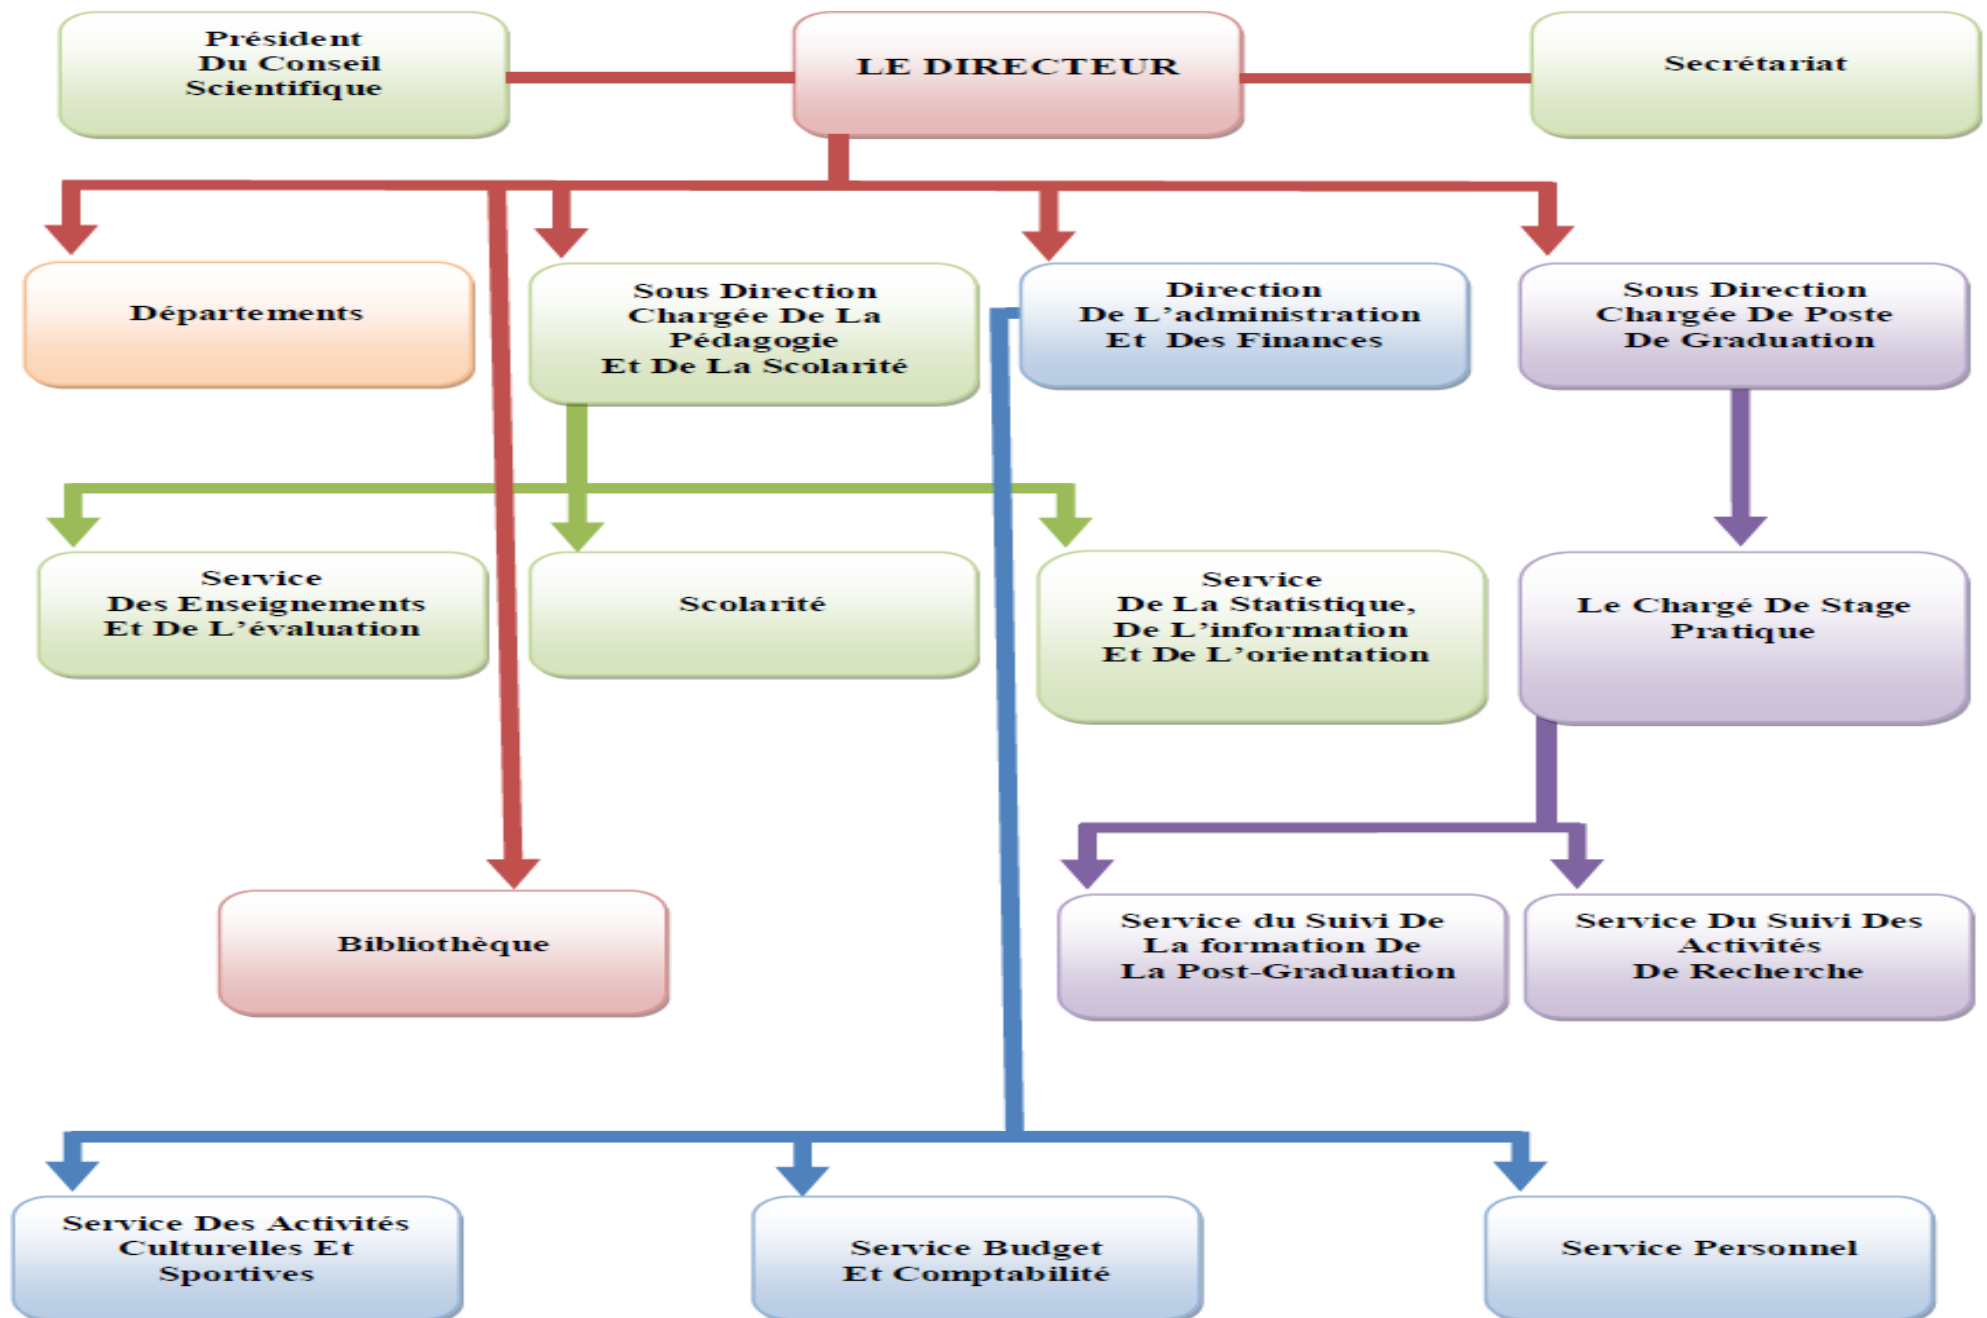 Président
Du Conseil
Scientifique
LE DIRECTEUR
Secrétariat
Départements
Sous Direction
Chargée De La
Pédagogie
Et De La Scolarité
Direction
De L’administration
Et Des Finances
Sous Direction
Chargée De Poste
De Graduation
Service
Des Enseignements
Et De L’évaluation
Scolarité
Service
De La Statistique,
De L’information
Et De L’orientation
Le Chargé De Stage
Pratique
Bibliothèque
Service du Suivi De
La formation De
La Post-Graduation
Service Du Suivi Des
Activités
De Recherche
Service Des Activités
Culturelles Et
Sportives
Service Budget
Et Comptabilité
Service Personnel